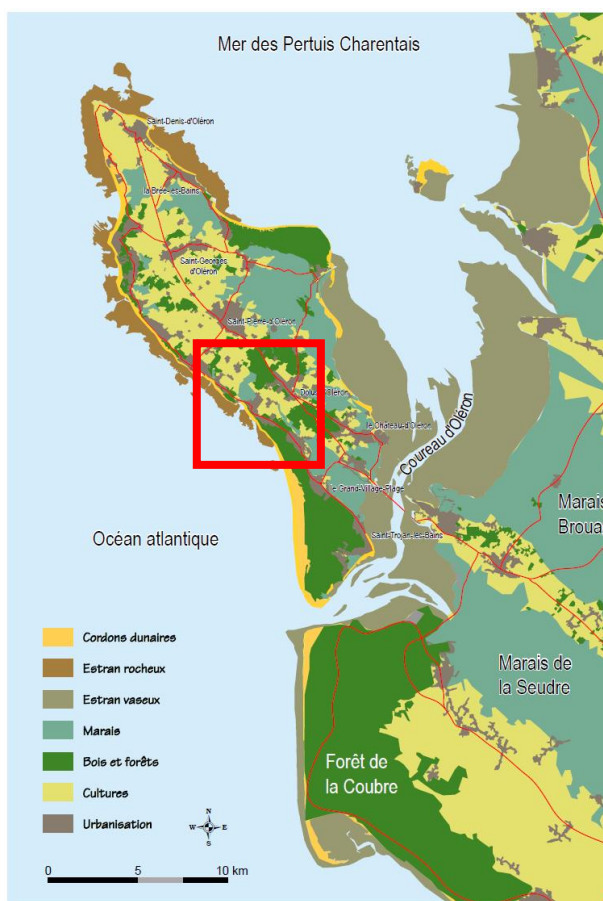 Mer des Pertuis Charentais
Saint-Denis-d'Oléron
la Brée-les-Bains
Saint-Georges
d'Oléron
Saint-Pierre-d'Oléron
Dolus-d'Oléron
le Château-d'Oléron
Coureau d'Oléron
le Grand-Village-Plage
Saint-Trojan-les-Bains
Océan atlantique
Marais
Broua
Marais de
la Seudre
Forêt de
la Coubre
Cordons dunaires
Estran rocheux
Estran vaseux
Marais
Bois et forêts
Cultures
Urbanisation
N
W
E
S
0 5 10 km